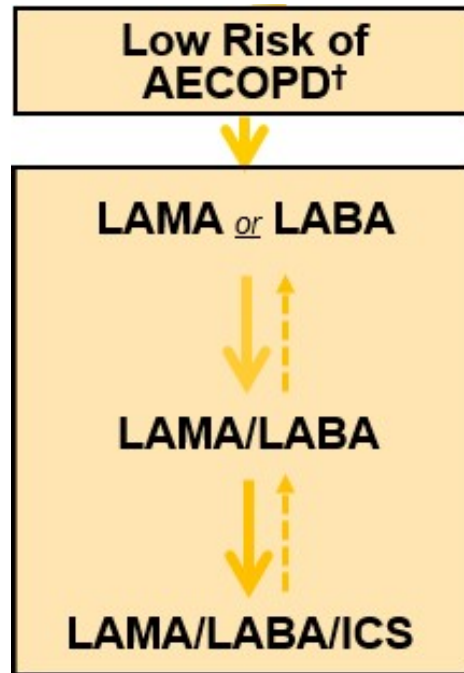 Low Risk of
AECOPD†
LAMA or LABA
LAMA/LABA
LAMA/LABA/ICS